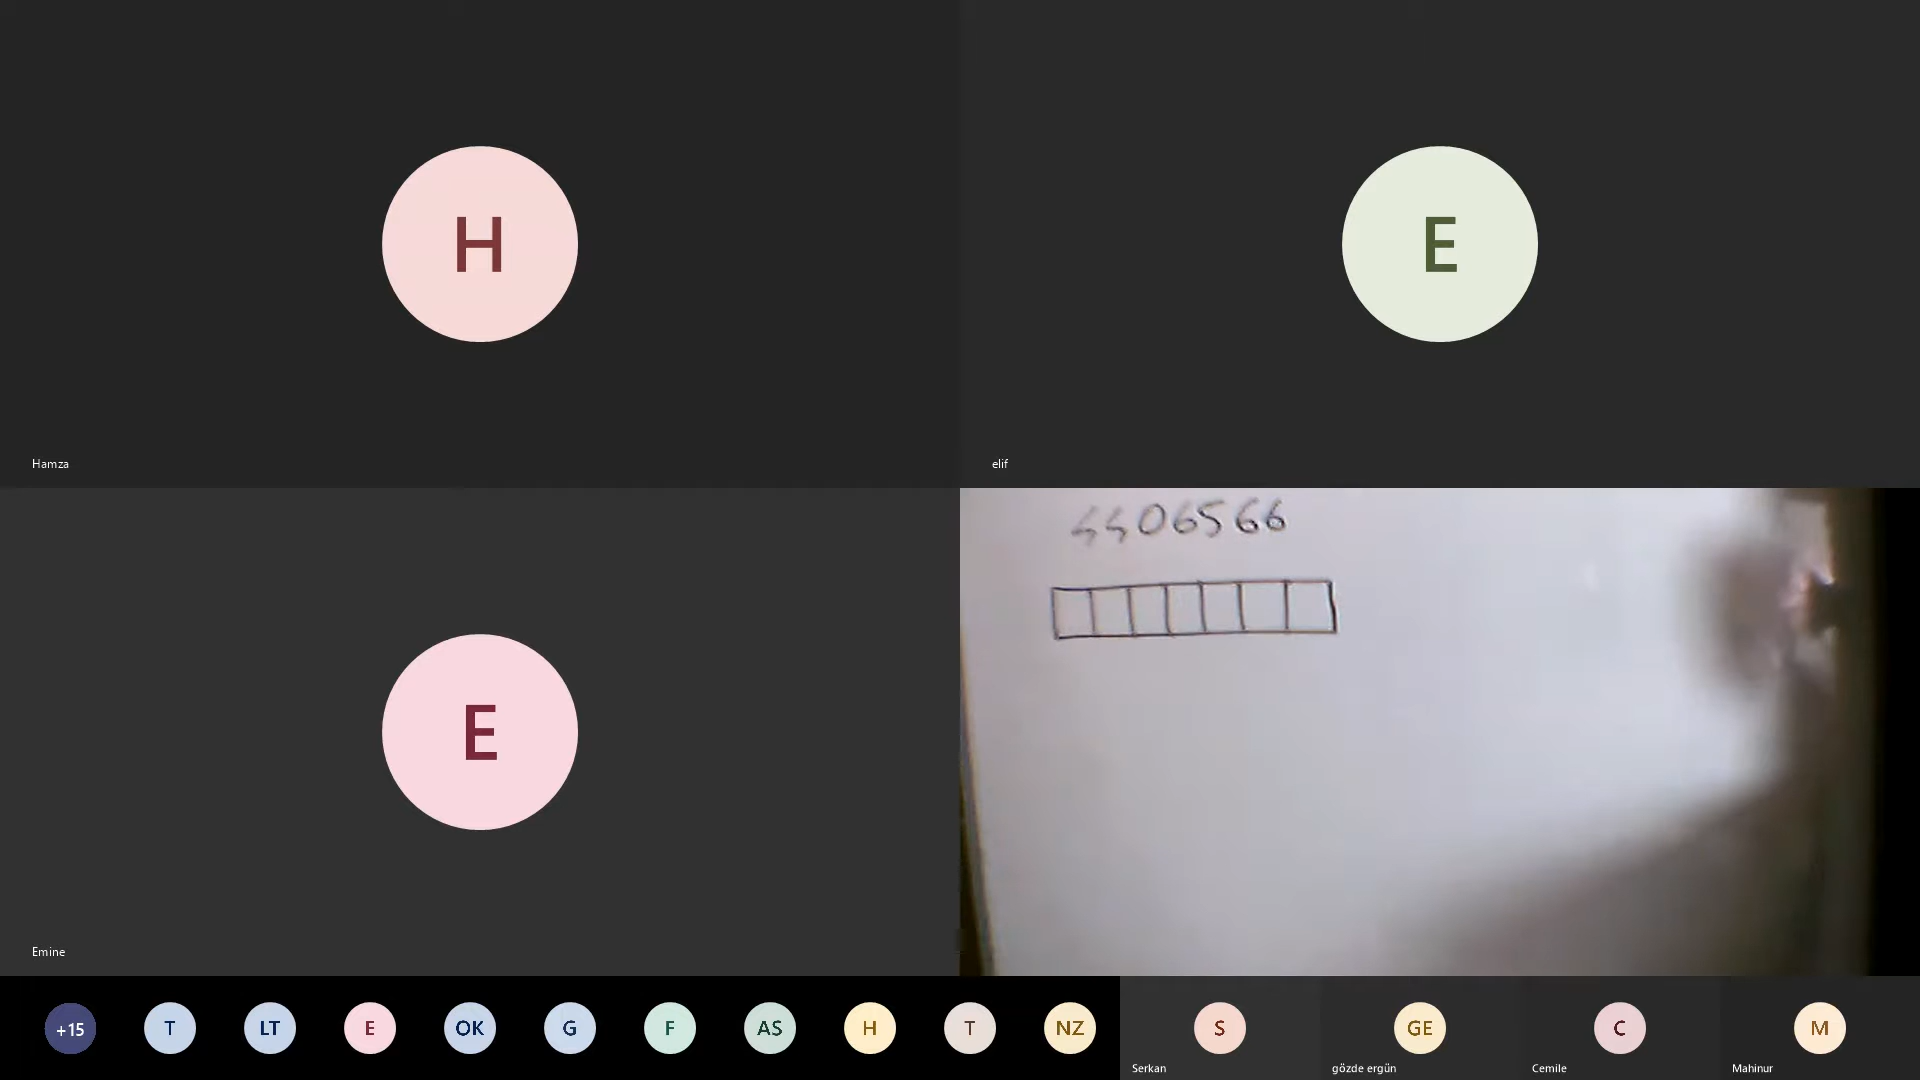 H
E
Hamza
elif
4406566
E
Emine
+15
T
LT
E
OK
G
F
AS
H
T
NZ
S
GE
C
M
Serkan
gözde ergün
Cemile
Mahinur